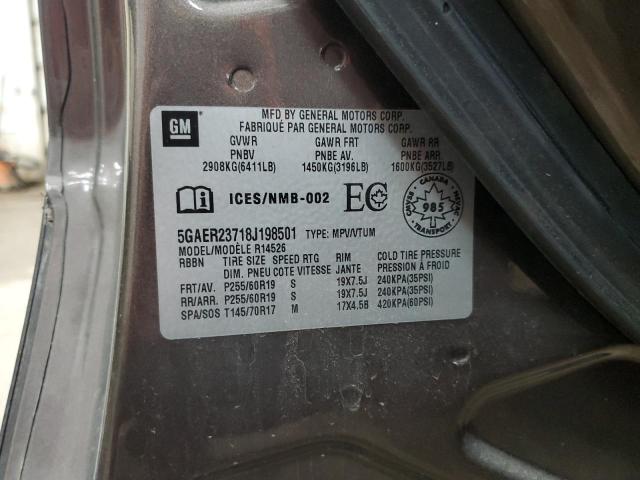 GM
MFD BY GENERAL MOTORS CORP.
FABRIQUÉ PAR GENERAL MOTORS CORP.
GVWR GAWR FRT GAWR RR
PNBV PNBE AV. PNBE ARR.
2908KG(6411LB) 1450KG(3196LB) 1600KG(3527LB)
ICES/NMB-002 EC
CANADA
985
TRANSPORT
5GAER23718J198501 TYPE: MPV/VTUM
MODEL/MODÈLE R14526
RBBN TIRE SIZE SPEED RTG RIM COLD TIRE PRESSURE
DIM. PNEU COTE VITESSE JANTE PRESSION À FROID
FRT/AV. P255/60R19 S 19X7.5J 240KPA(35PSI)
RR/ARR. P255/60R19 S 19X7.5J 240KPA(35PSI)
SPA/SOS T145/70R17 M 17X4.5B 420KPA(60PSI)